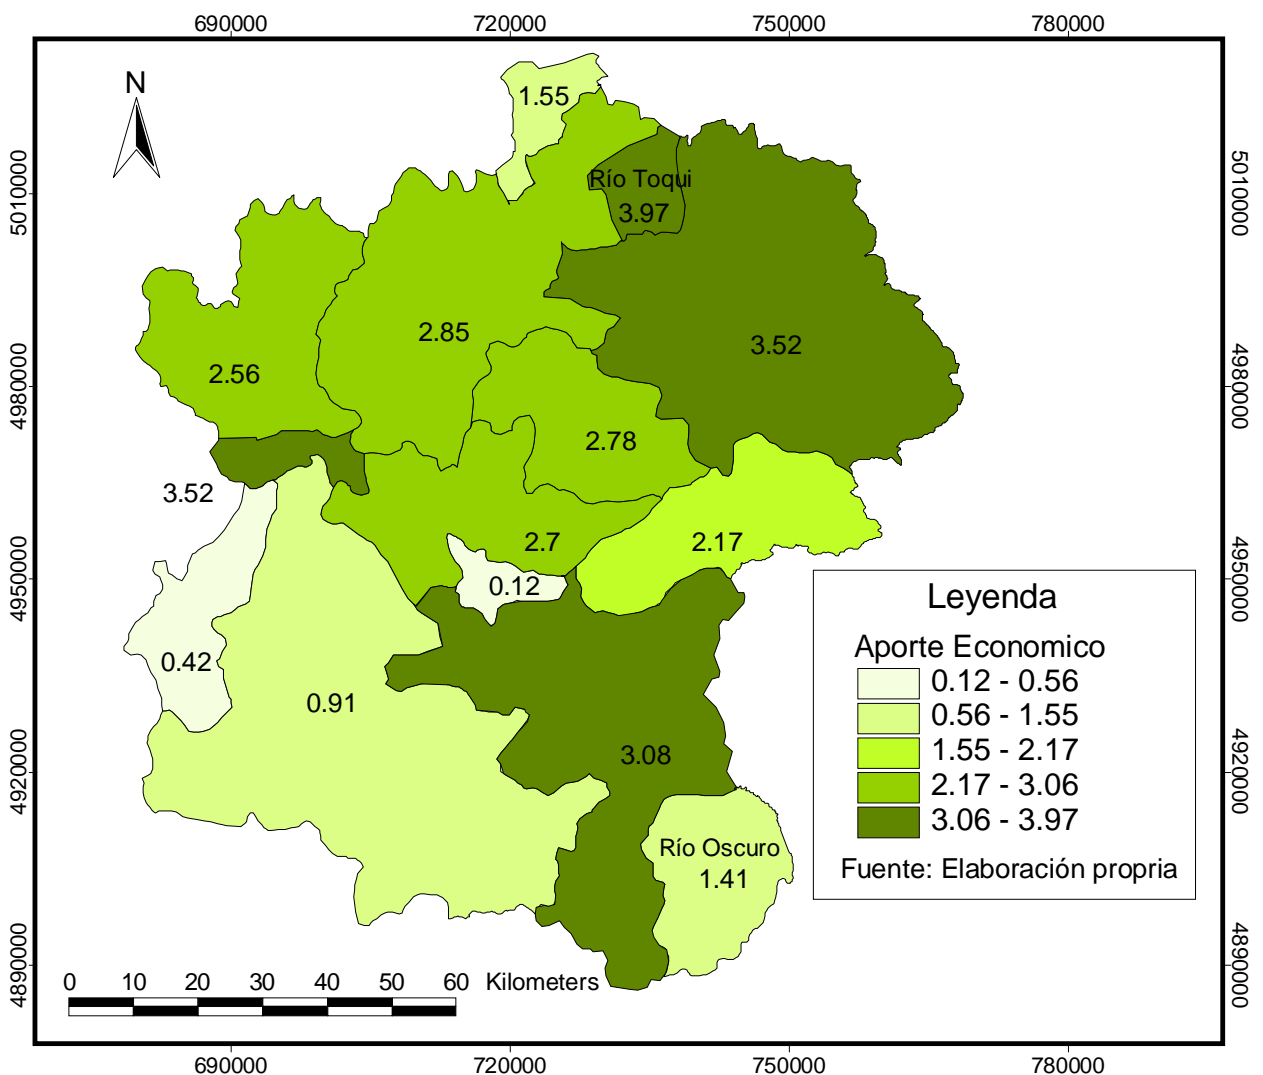 690000 720000 750000 780000
N
1.55
5010000
5010000
Río Toqui
3.97
2.85
3.52
2.56
4980000
4980000
2.78
3.52
2.7
2.17
4950000
4950000
0.12
0.42
0.91
3.08
4920000
4920000
Río Oscuro
1.41
Leyenda
Aporte Economico
0.12 - 0.56
0.56 - 1.55
1.55 - 2.17
2.17 - 3.06
3.06 - 3.97
Fuente: Elaboración propria
4890000
4890000
0 10 20 30 40 50 60 Kilometers
690000 720000 750000 780000